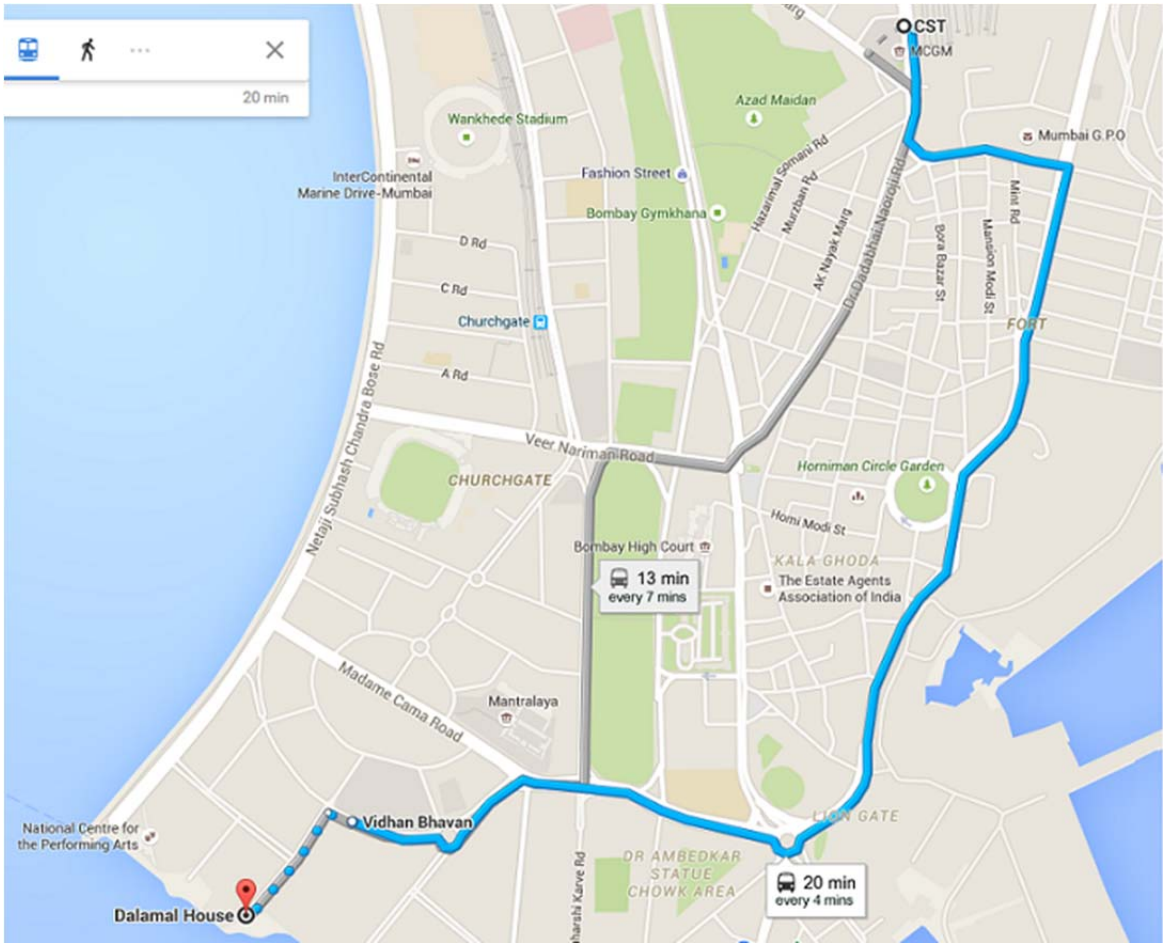 20 min
arg
CST
MCGM
Azad Maidan
Wankhede Stadium
Mumbai G.P.O
InterContinental
Marine Drive-Mumbai
Fashion Street
Hazarimal Somani Rd
Murzban Rd
Bombay Gymkhana
AK Nayak Marg
Dr Dadabhai Naoroji Rd
Mint Rd
Bora Bazar St
Mansion Modi St
D Rd
C Rd
Churchgate
FORT
A Rd
Netaji Subhash Chandra Bose Rd
Veer Nariman Road
CHURCHGATE
Horniman Circle Garden
Homi Modi St
Bombay High Court
KALA GHODA
13 min
every 7 mins
The Estate Agents
Association of India
Madame Cama Road
Mantralaya
Vidhan Bhavan
LION GATE
National Centre for
the Performing Arts
DR AMBEDKAR
STATUE
CHOWK AREA
20 min
every 4 mins
aharshi Karve Rd
Dalamal House